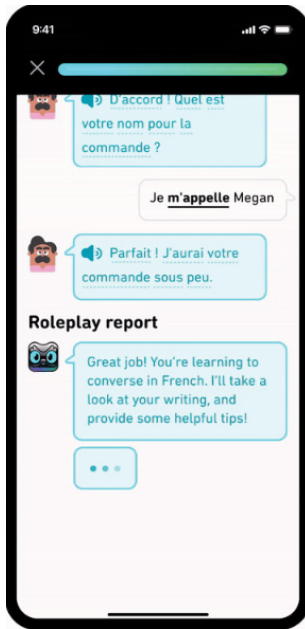 9:41
D'accord ! Quel est
votre nom pour la
commande ?
Je m'appelle Megan
Parfait ! J'aurai votre
commande sous peu.
Roleplay report
Great job! You're learning to
converse in French. I'll take a
look at your writing, and
provide some helpful tips!